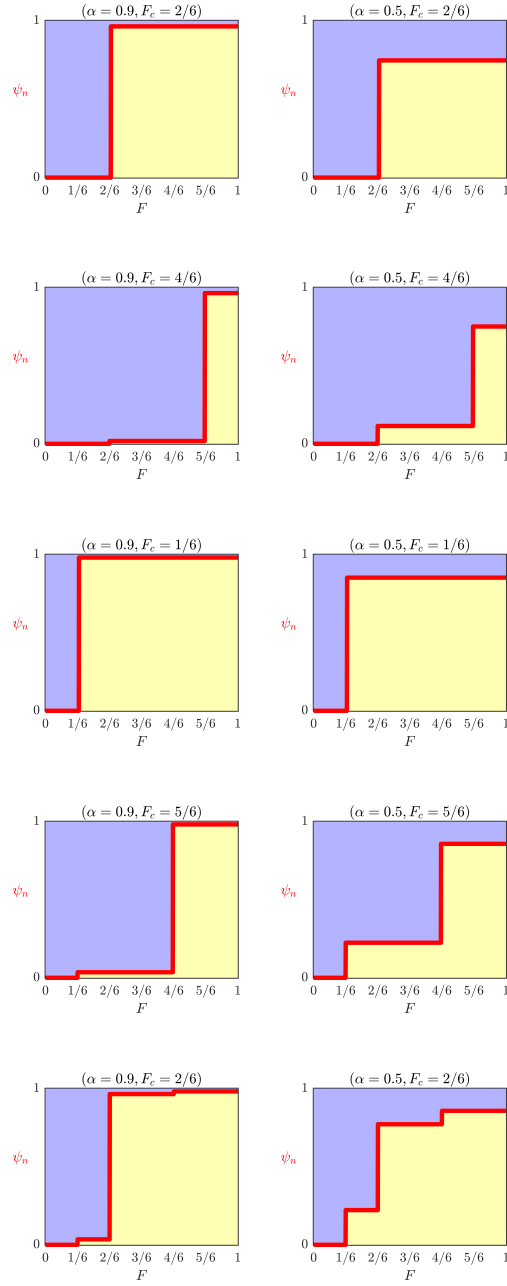 (α = 0.9, F_c = 2/6) (α = 0.5, F_c = 2/6)
1 1
ψ_n ψ_n
0 0
0 1/6 2/6 3/6 4/6 5/6 1 0 1/6 2/6 3/6 4/6 5/6 1
F F
(α = 0.9, F_c = 4/6) (α = 0.5, F_c = 4/6)
1 1
ψ_n ψ_n
0 0
0 1/6 2/6 3/6 4/6 5/6 1 0 1/6 2/6 3/6 4/6 5/6 1
F F
(α = 0.9, F_c = 1/6) (α = 0.5, F_c = 1/6)
1 1
ψ_n ψ_n
0 0
0 1/6 2/6 3/6 4/6 5/6 1 0 1/6 2/6 3/6 4/6 5/6 1
F F
(α = 0.9, F_c = 5/6) (α = 0.5, F_c = 5/6)
1 1
ψ_n ψ_n
0 0
0 1/6 2/6 3/6 4/6 5/6 1 0 1/6 2/6 3/6 4/6 5/6 1
F F
(α = 0.9, F_c = 2/6) (α = 0.5, F_c = 2/6)
1 1
ψ_n ψ_n
0 0
0 1/6 2/6 3/6 4/6 5/6 1 0 1/6 2/6 3/6 4/6 5/6 1
F F